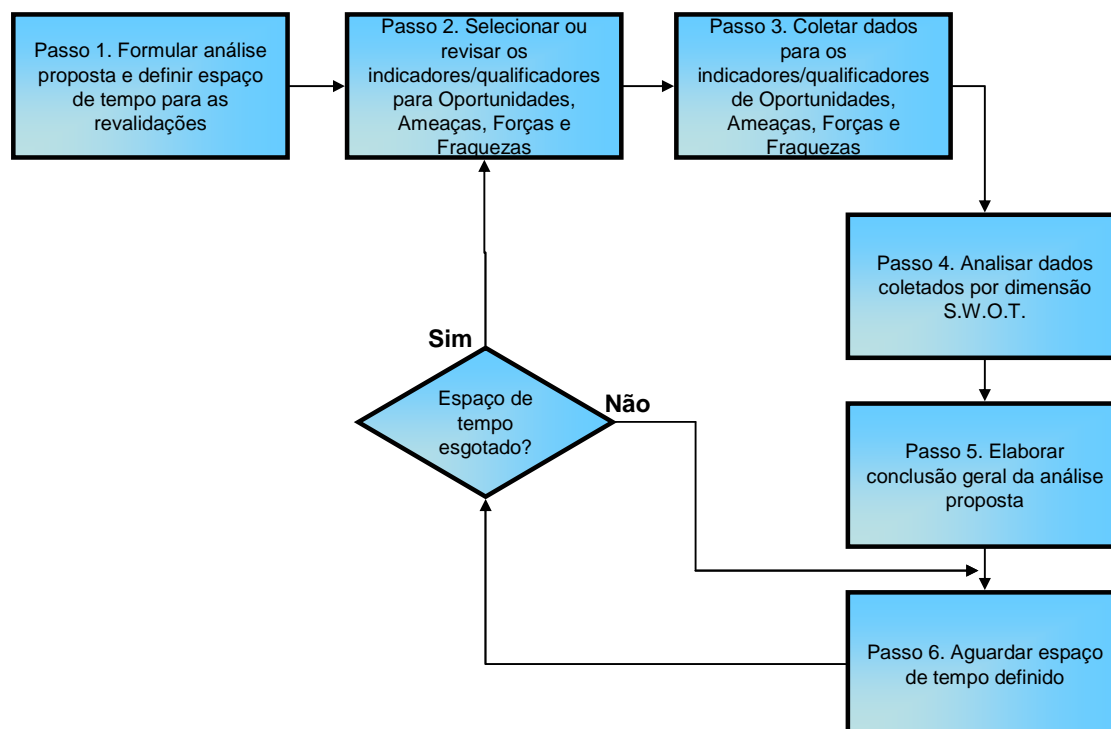 Passo 1. Formular análise
proposta e definir espaço
de tempo para as
revalidações
Passo 2. Selecionar ou
revisar os
indicadores/qualificadores
para Oportunidades,
Ameaças, Forças e
Fraquezas
Passo 3. Coletar dados
para os
indicadores/qualificadores
de Oportunidades,
Ameaças, Forças e
Fraquezas
Passo 4. Analisar dados
coletados por dimensão
S.W.O.T.
Sim
Espaço de
tempo
esgotado?
Não
Passo 5. Elaborar
conclusão geral da análise
proposta
Passo 6. Aguardar espaço
de tempo definido